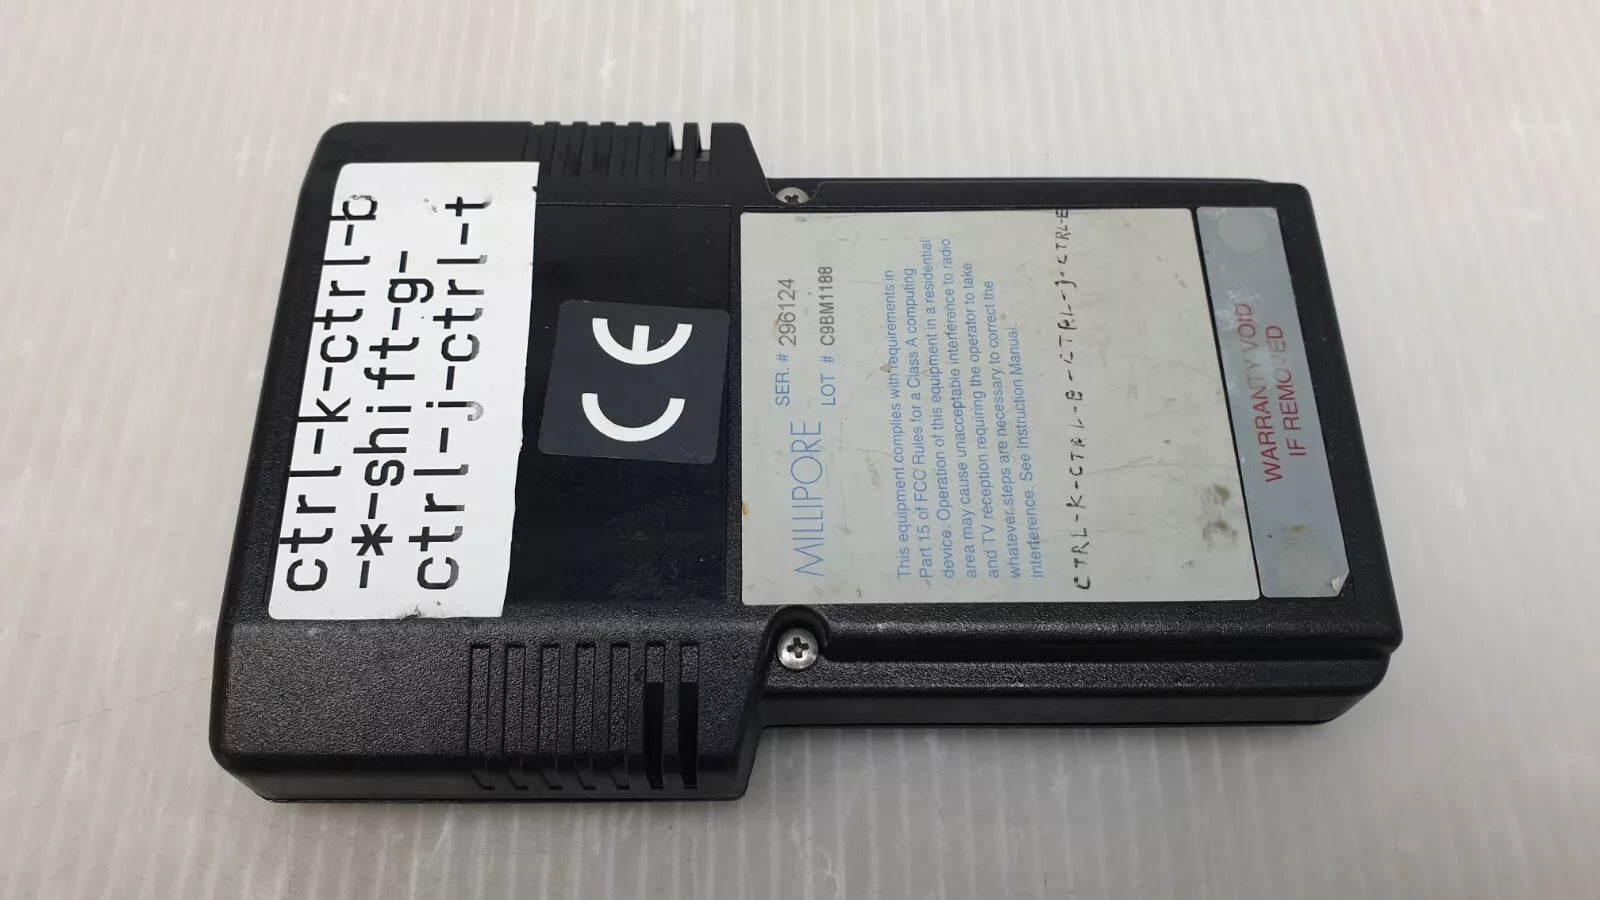 ctrl-k-ctrl-b
-*-shift-g-
ctrl-j-ctrl-t
CE
MILLIPORE
SER. # 296124
LOT # C9BM1188
This equipment complies with requirements in
Part 15 of FCC Rules for a Class A computing
device. Operation of this equipment in a residential
area may cause unacceptable interference to radio
and TV reception requiring the operator to take
whatever steps are necessary to correct the
interference. See Instruction Manual.
CTRL-K-CTRL-B-CTRL-J-CTRL-E
WARRANTY VOID
IF REMOVED